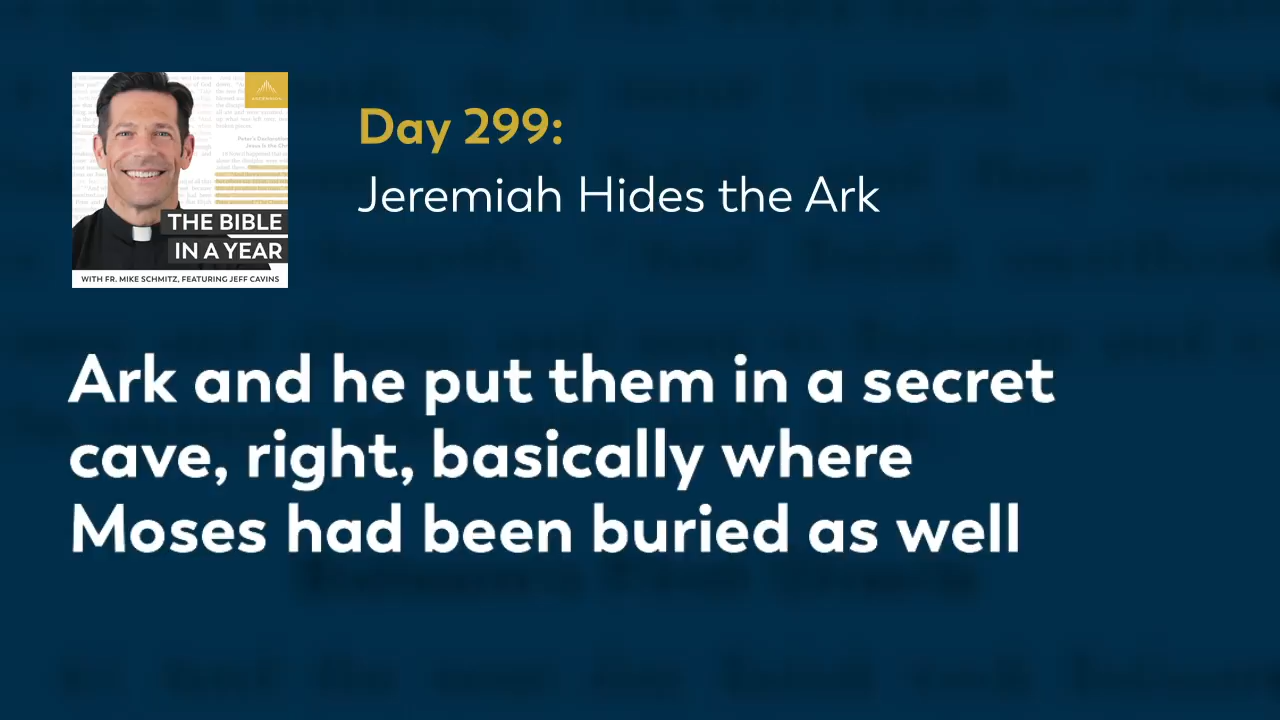 Day 299:
Jeremiah Hides the Ark
THE BIBLE
IN A YEAR
WITH FR. MIKE SCHMITZ, FEATURING JEFF CAVINS
Ark and he put them in a secret
cave, right, basically where
Moses had been buried as well